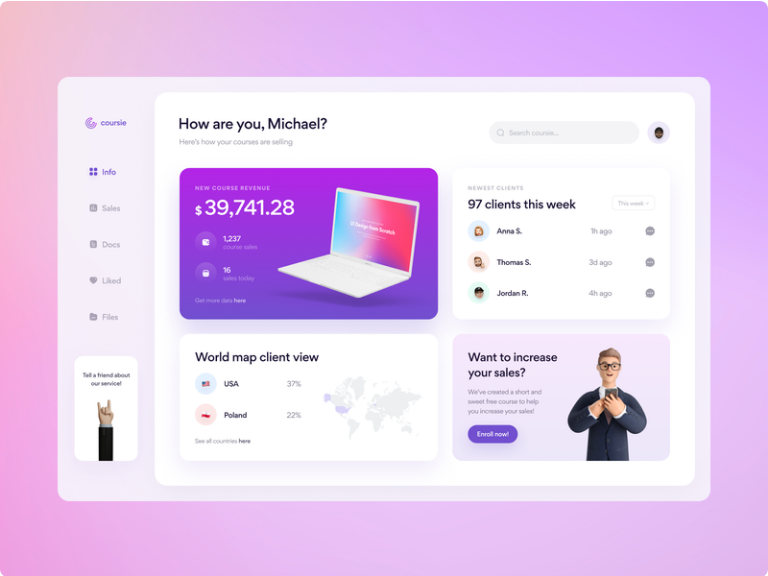 coursie
Info
Sales
Docs
Liked
Files
Tell a friend about
our service!
How are you, Michael?
Here's how your courses are selling
Search course...
NEW COURSE REVENUE
$ 39,741.28
1,237
course sales
16
sales today
Get more data here
UI Design from Scratch
NEWEST CLIENTS
97 clients this week
This week
Anna S. 1h ago
Thomas S. 3d ago
Jordan R. 4h ago
World map client view
USA 37%
Poland 22%
See all countries here
Want to increase
your sales?
We've created a short and
sweet free course to help
you increase your sales!
Enroll now!